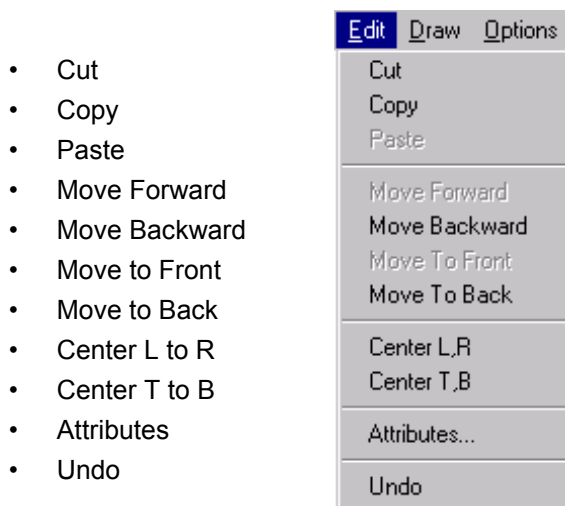 • Cut
• Copy
• Paste
• Move Forward
• Move Backward
• Move to Front
• Move to Back
• Center L to R
• Center T to B
• Attributes
• Undo
Edit Draw Options
Cut
Copy
Paste
Move Forward
Move Backward
Move To Front
Move To Back
Center L,R
Center T,B
Attributes...
Undo